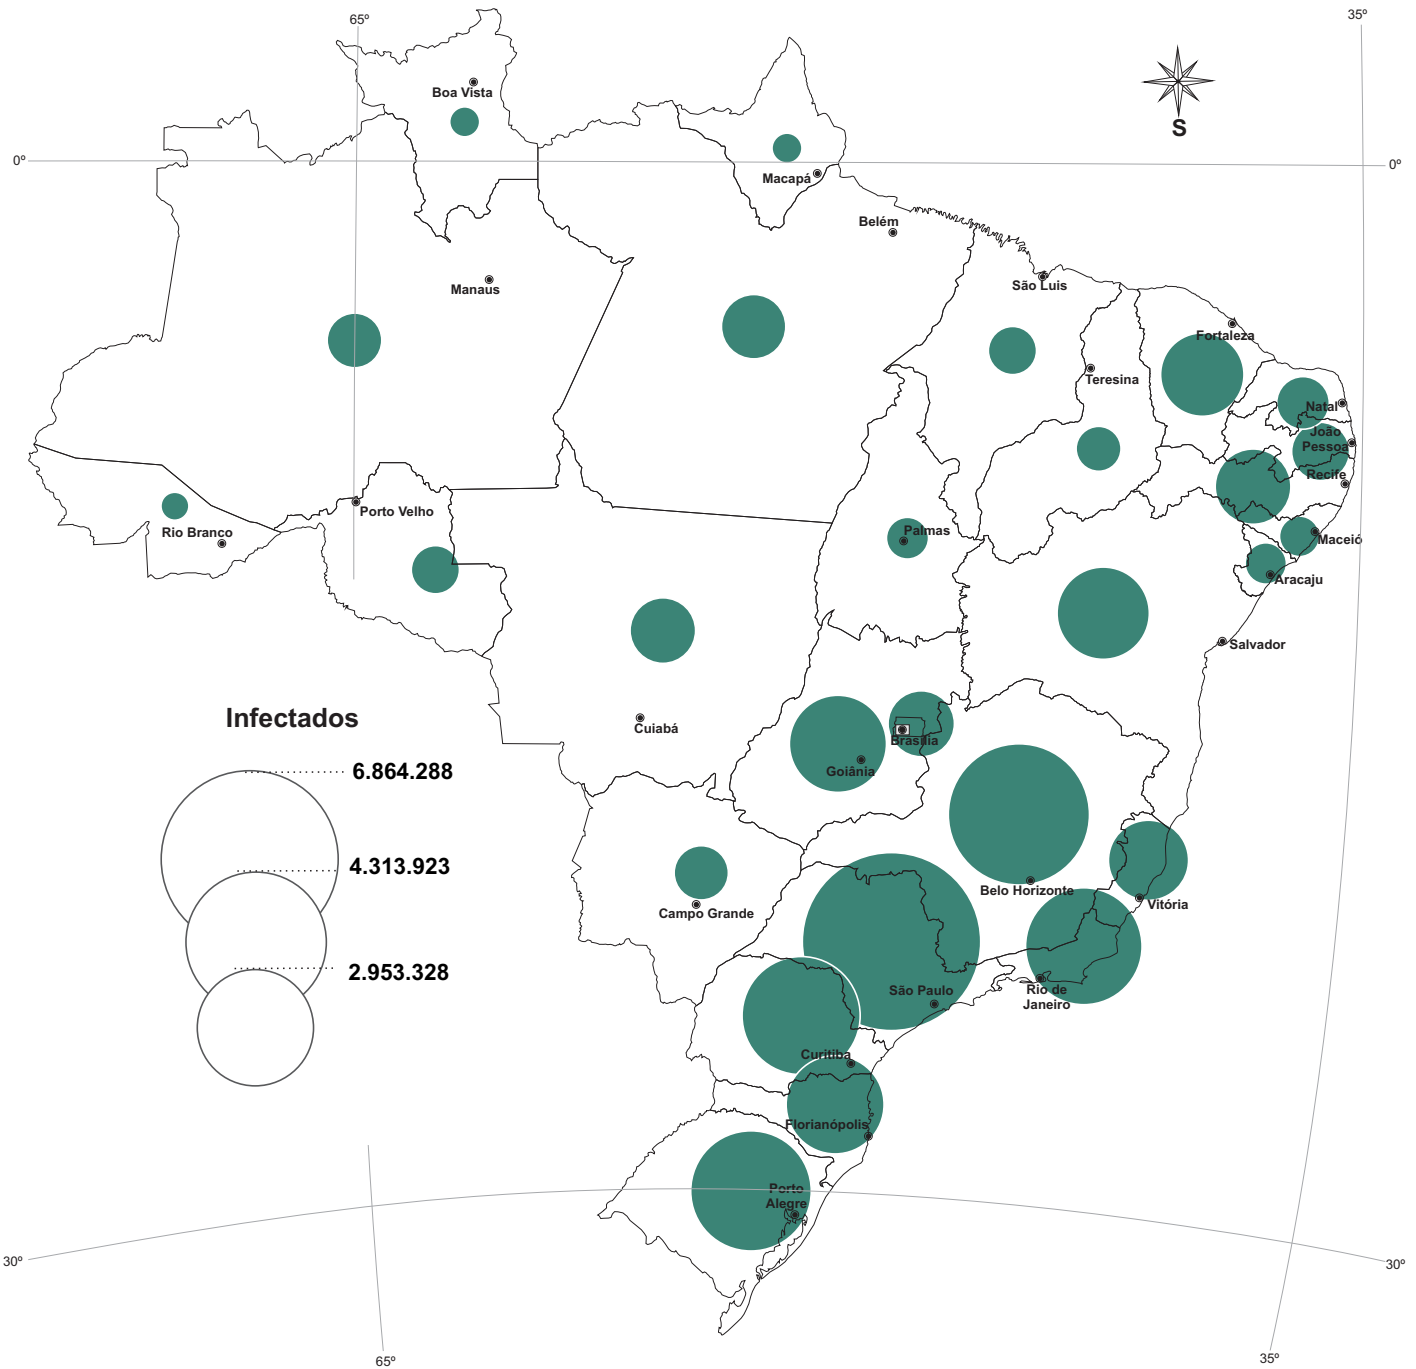 65º
35º
Boa Vista
S
0º
0º
Macapá
Belém
São Luis
Manaus
Fortaleza
Teresina
Natal
João
Pessoa
Recife
Porto Velho
Rio Branco
Palmas
Maceió
Aracaju
Salvador
Infectados
Cuiabá
Brasília
Goiânia
6.864.288
4.313.923
Belo Horizonte
Vitória
Campo Grande
2.953.328
São Paulo
Rio de
Janeiro
Curitiba
Florianópolis
Porto
Alegre
30º
30º
65º
35º